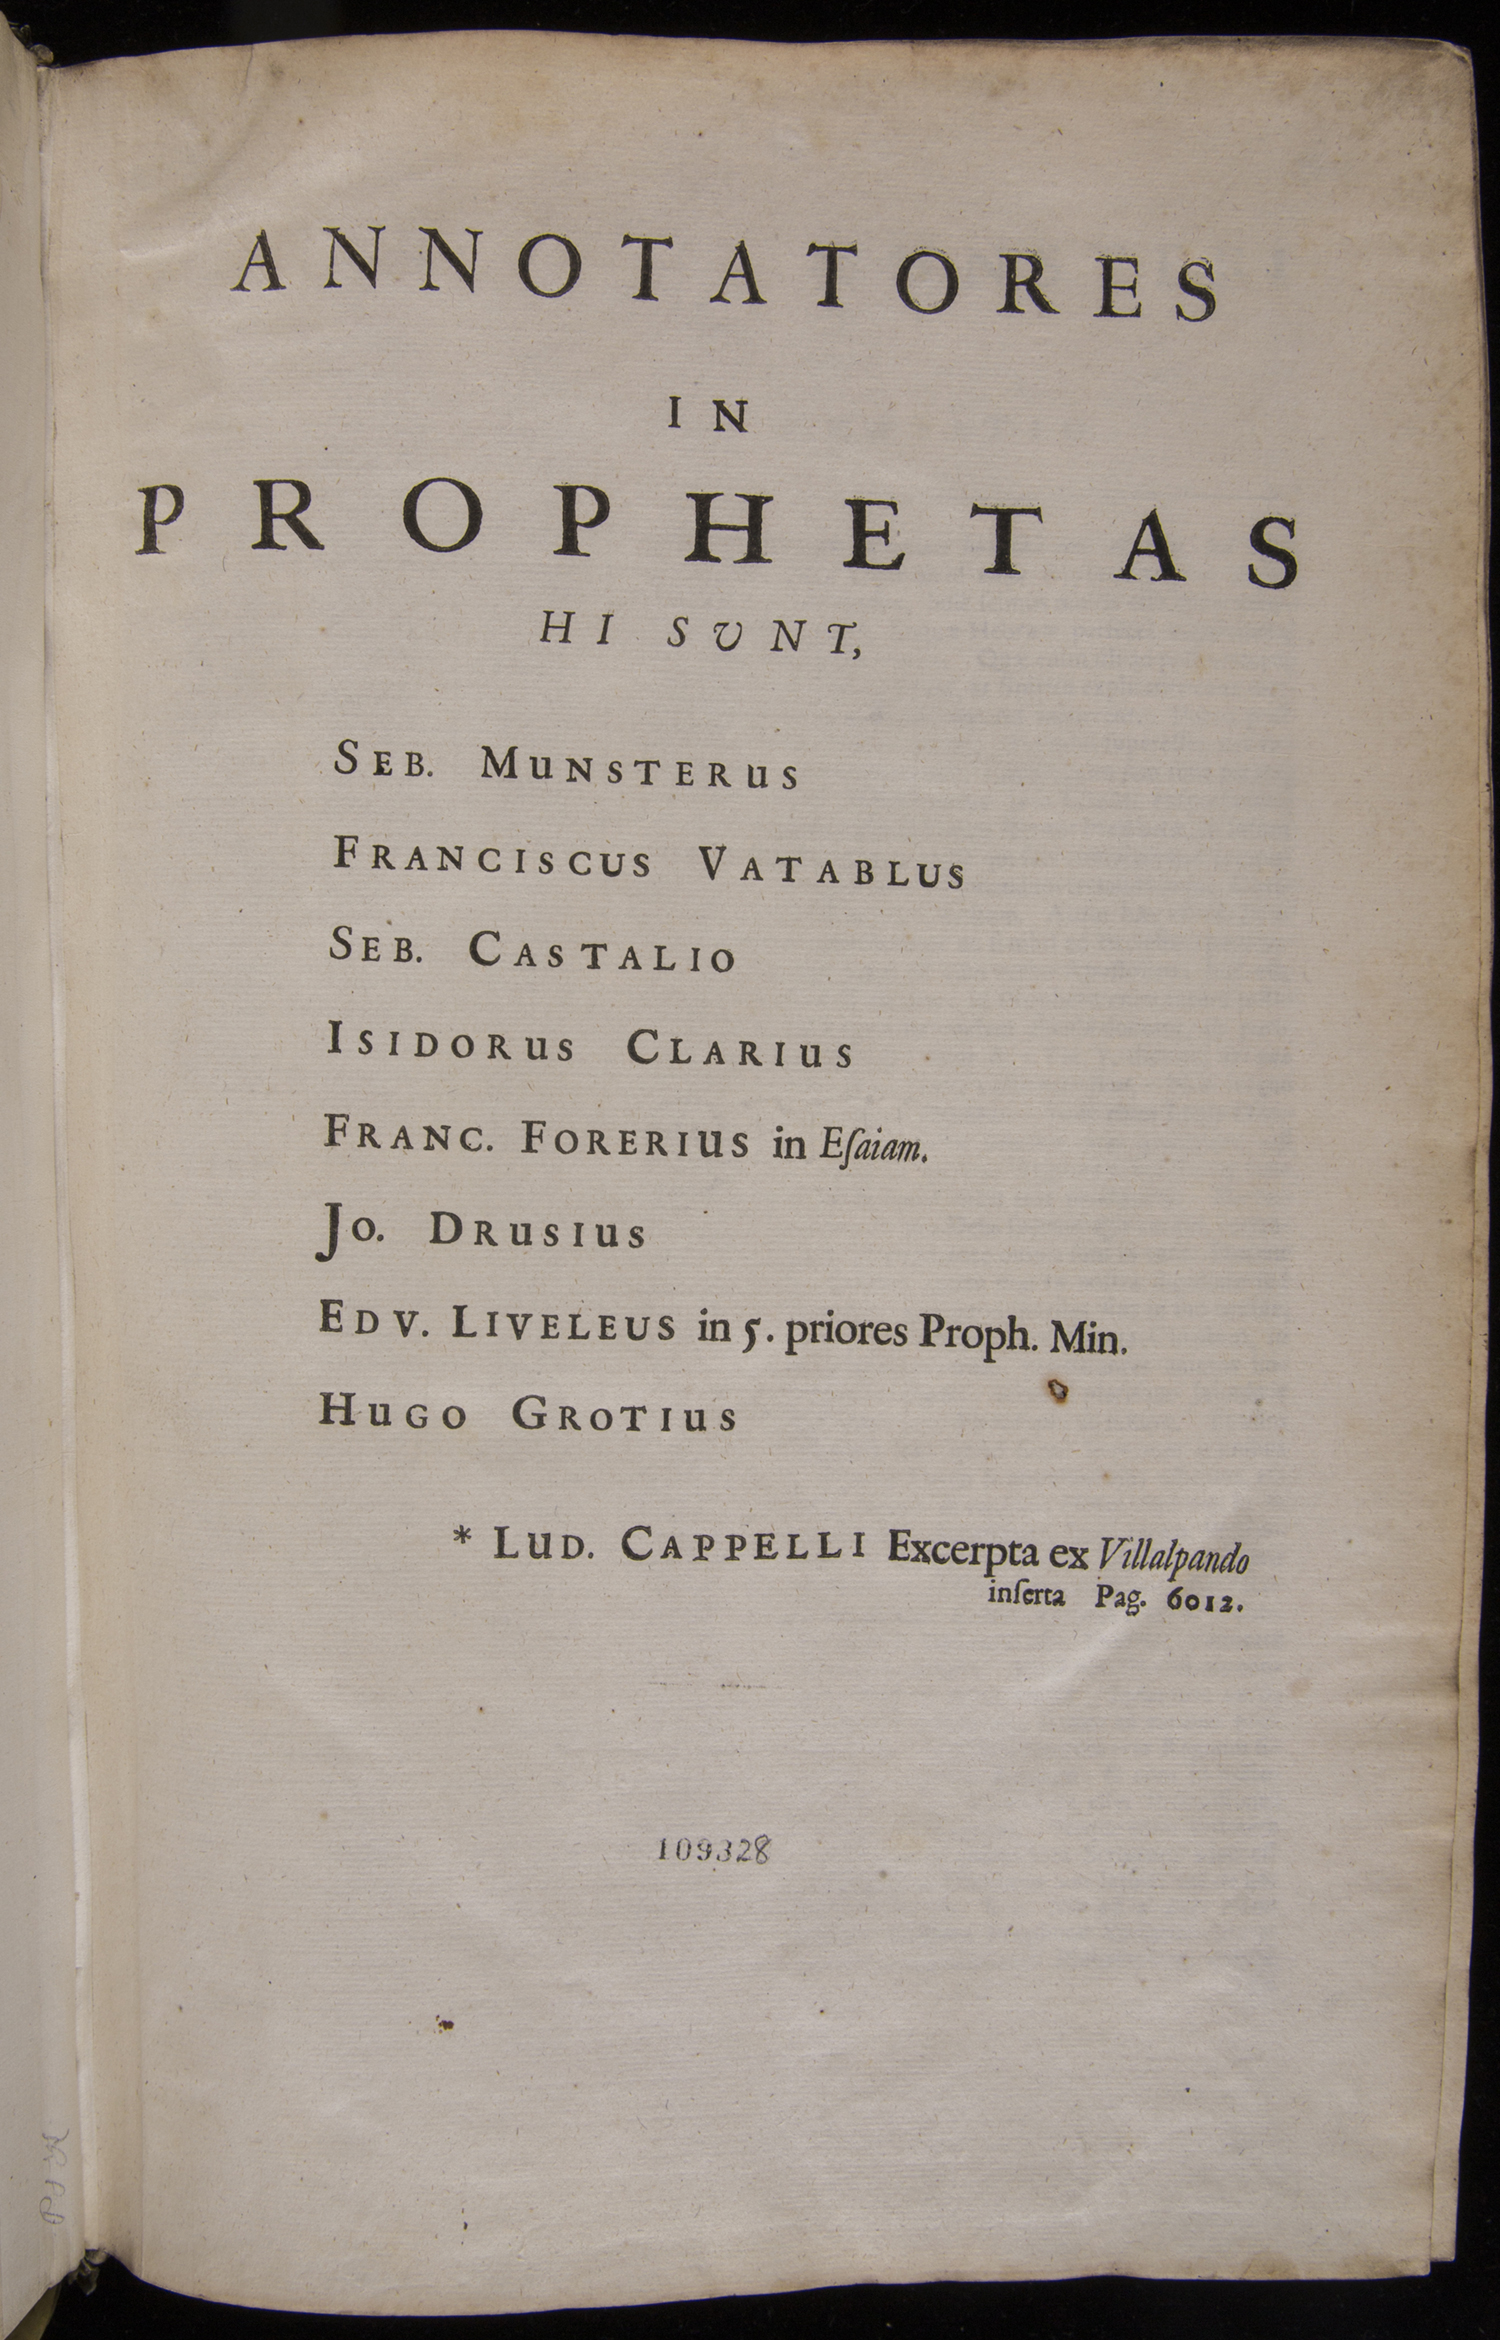 ANNOTATORES
IN
PROPHETAS
HI SUNT,
SEB. MUNSTERUS
FRANCISCUS VATABLUS
SEB. CASTALIO
ISIDORUS CLARIUS
FRANC. FORERIUS in Eſaiam.
JO. DRUSIUS
EDV. LIVELEUS in 5. priores Proph. Min.
HUGO GROTIUS
* LUD. CAPPELLI Excerpta ex Villalpando
inſerta Pag. 6012.
109328